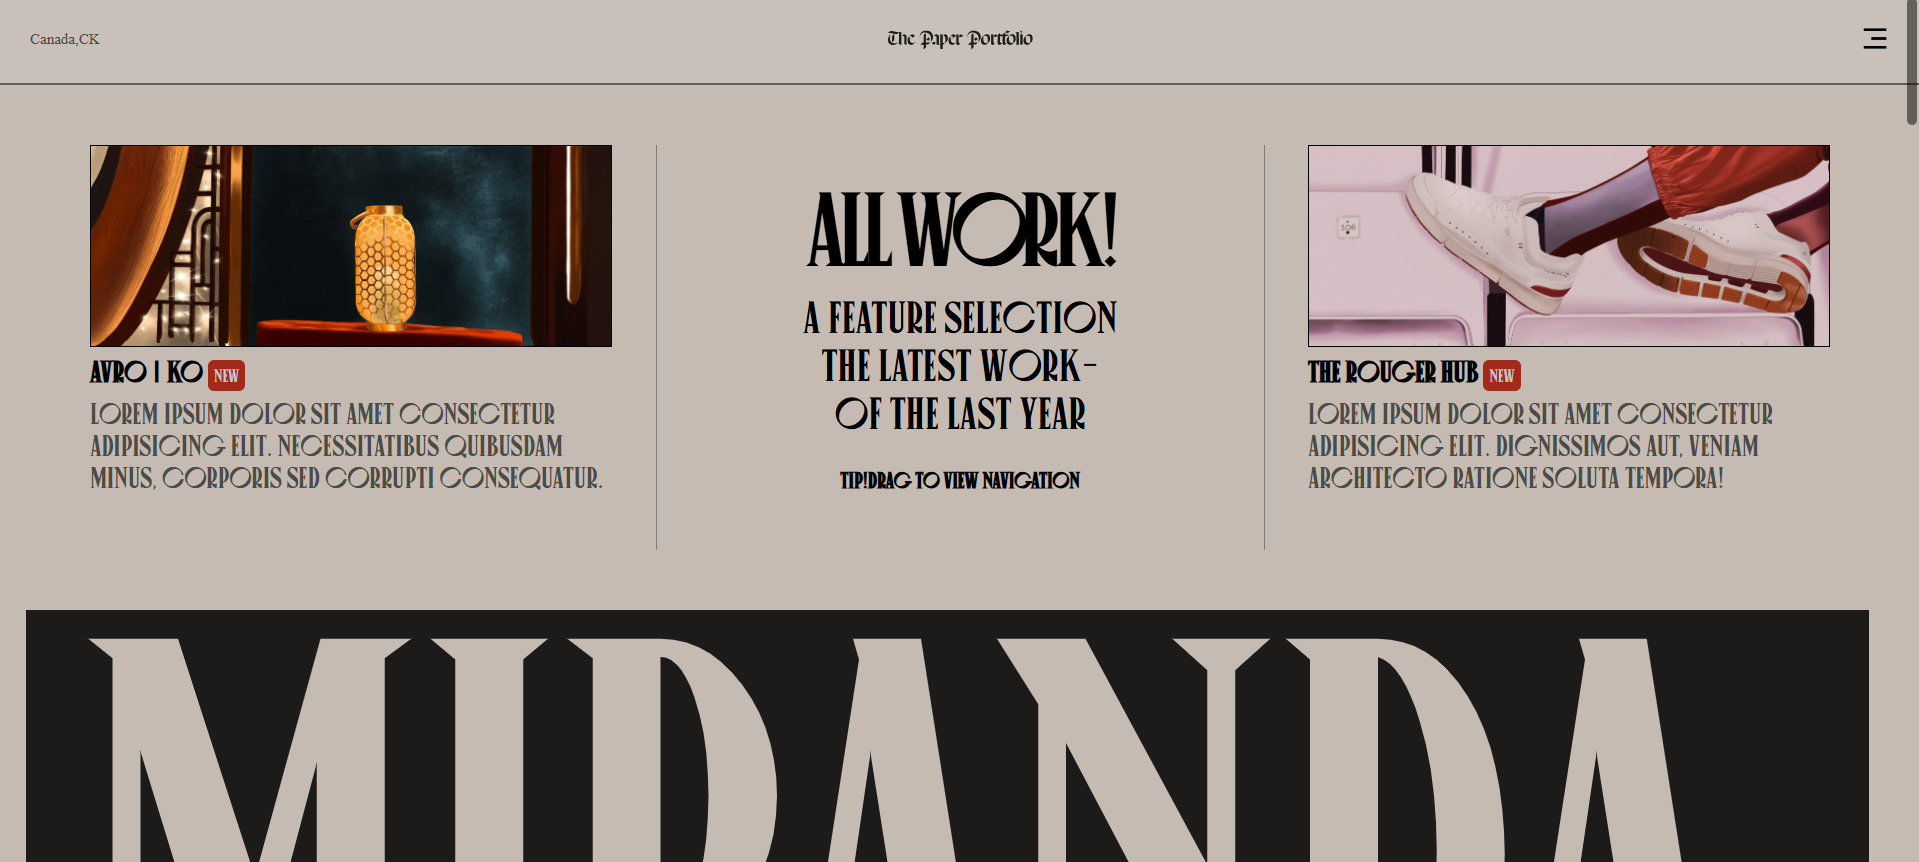 Canada,CK
The Paper Portfolio
AVRO | KO NEW
LOREM IPSUM DOLOR SIT AMET CONSECTETUR
ADIPISICING ELIT. NECESSITATIBUS QUIBUSDAM
MINUS, CORPORIS SED CORRUPTI CONSEQUATUR.
ALL WORK!
A FEATURE SELECTION
THE LATEST WORK-
OF THE LAST YEAR
TIP!DRAG TO VIEW NAVIGATION
306
THE ROUGER HUB NEW
LOREM IPSUM DOLOR SIT AMET CONSECTETUR
ADIPISICING ELIT. DIGNISSIMOS AUT, VENIAM
ARCHITECTO RATIONE SOLUTA TEMPORA!
MIRANDA